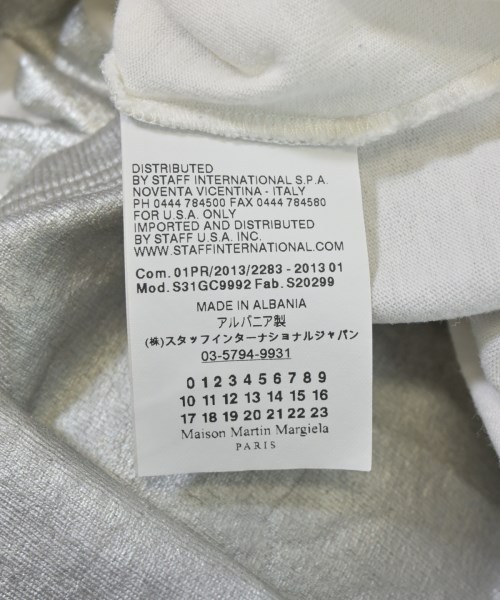 DISTRIBUTED
BY STAFF INTERNATIONAL S.P.A.
NOVENTA VICENTINA - ITALY
PH 0444 784500 FAX 0444 784580
FOR U.S.A. ONLY
IMPORTED AND DISTRIBUTED
BY STAFF U.S.A. INC.
WWW.STAFFINTERNATIONAL.COM
Com. 01PR/2013/2283 - 2013 01
Mod. S31GC9992 Fab. S20299
MADE IN ALBANIA
アルバニア製
(株)スタッフインターナショナルジャパン
03-5794-9931
0 1 2 3 4 5 6 7 8 9
10 11 12 13 14 15 16
17 18 19 20 21 22 23
Maison Martin Margiela
PARIS